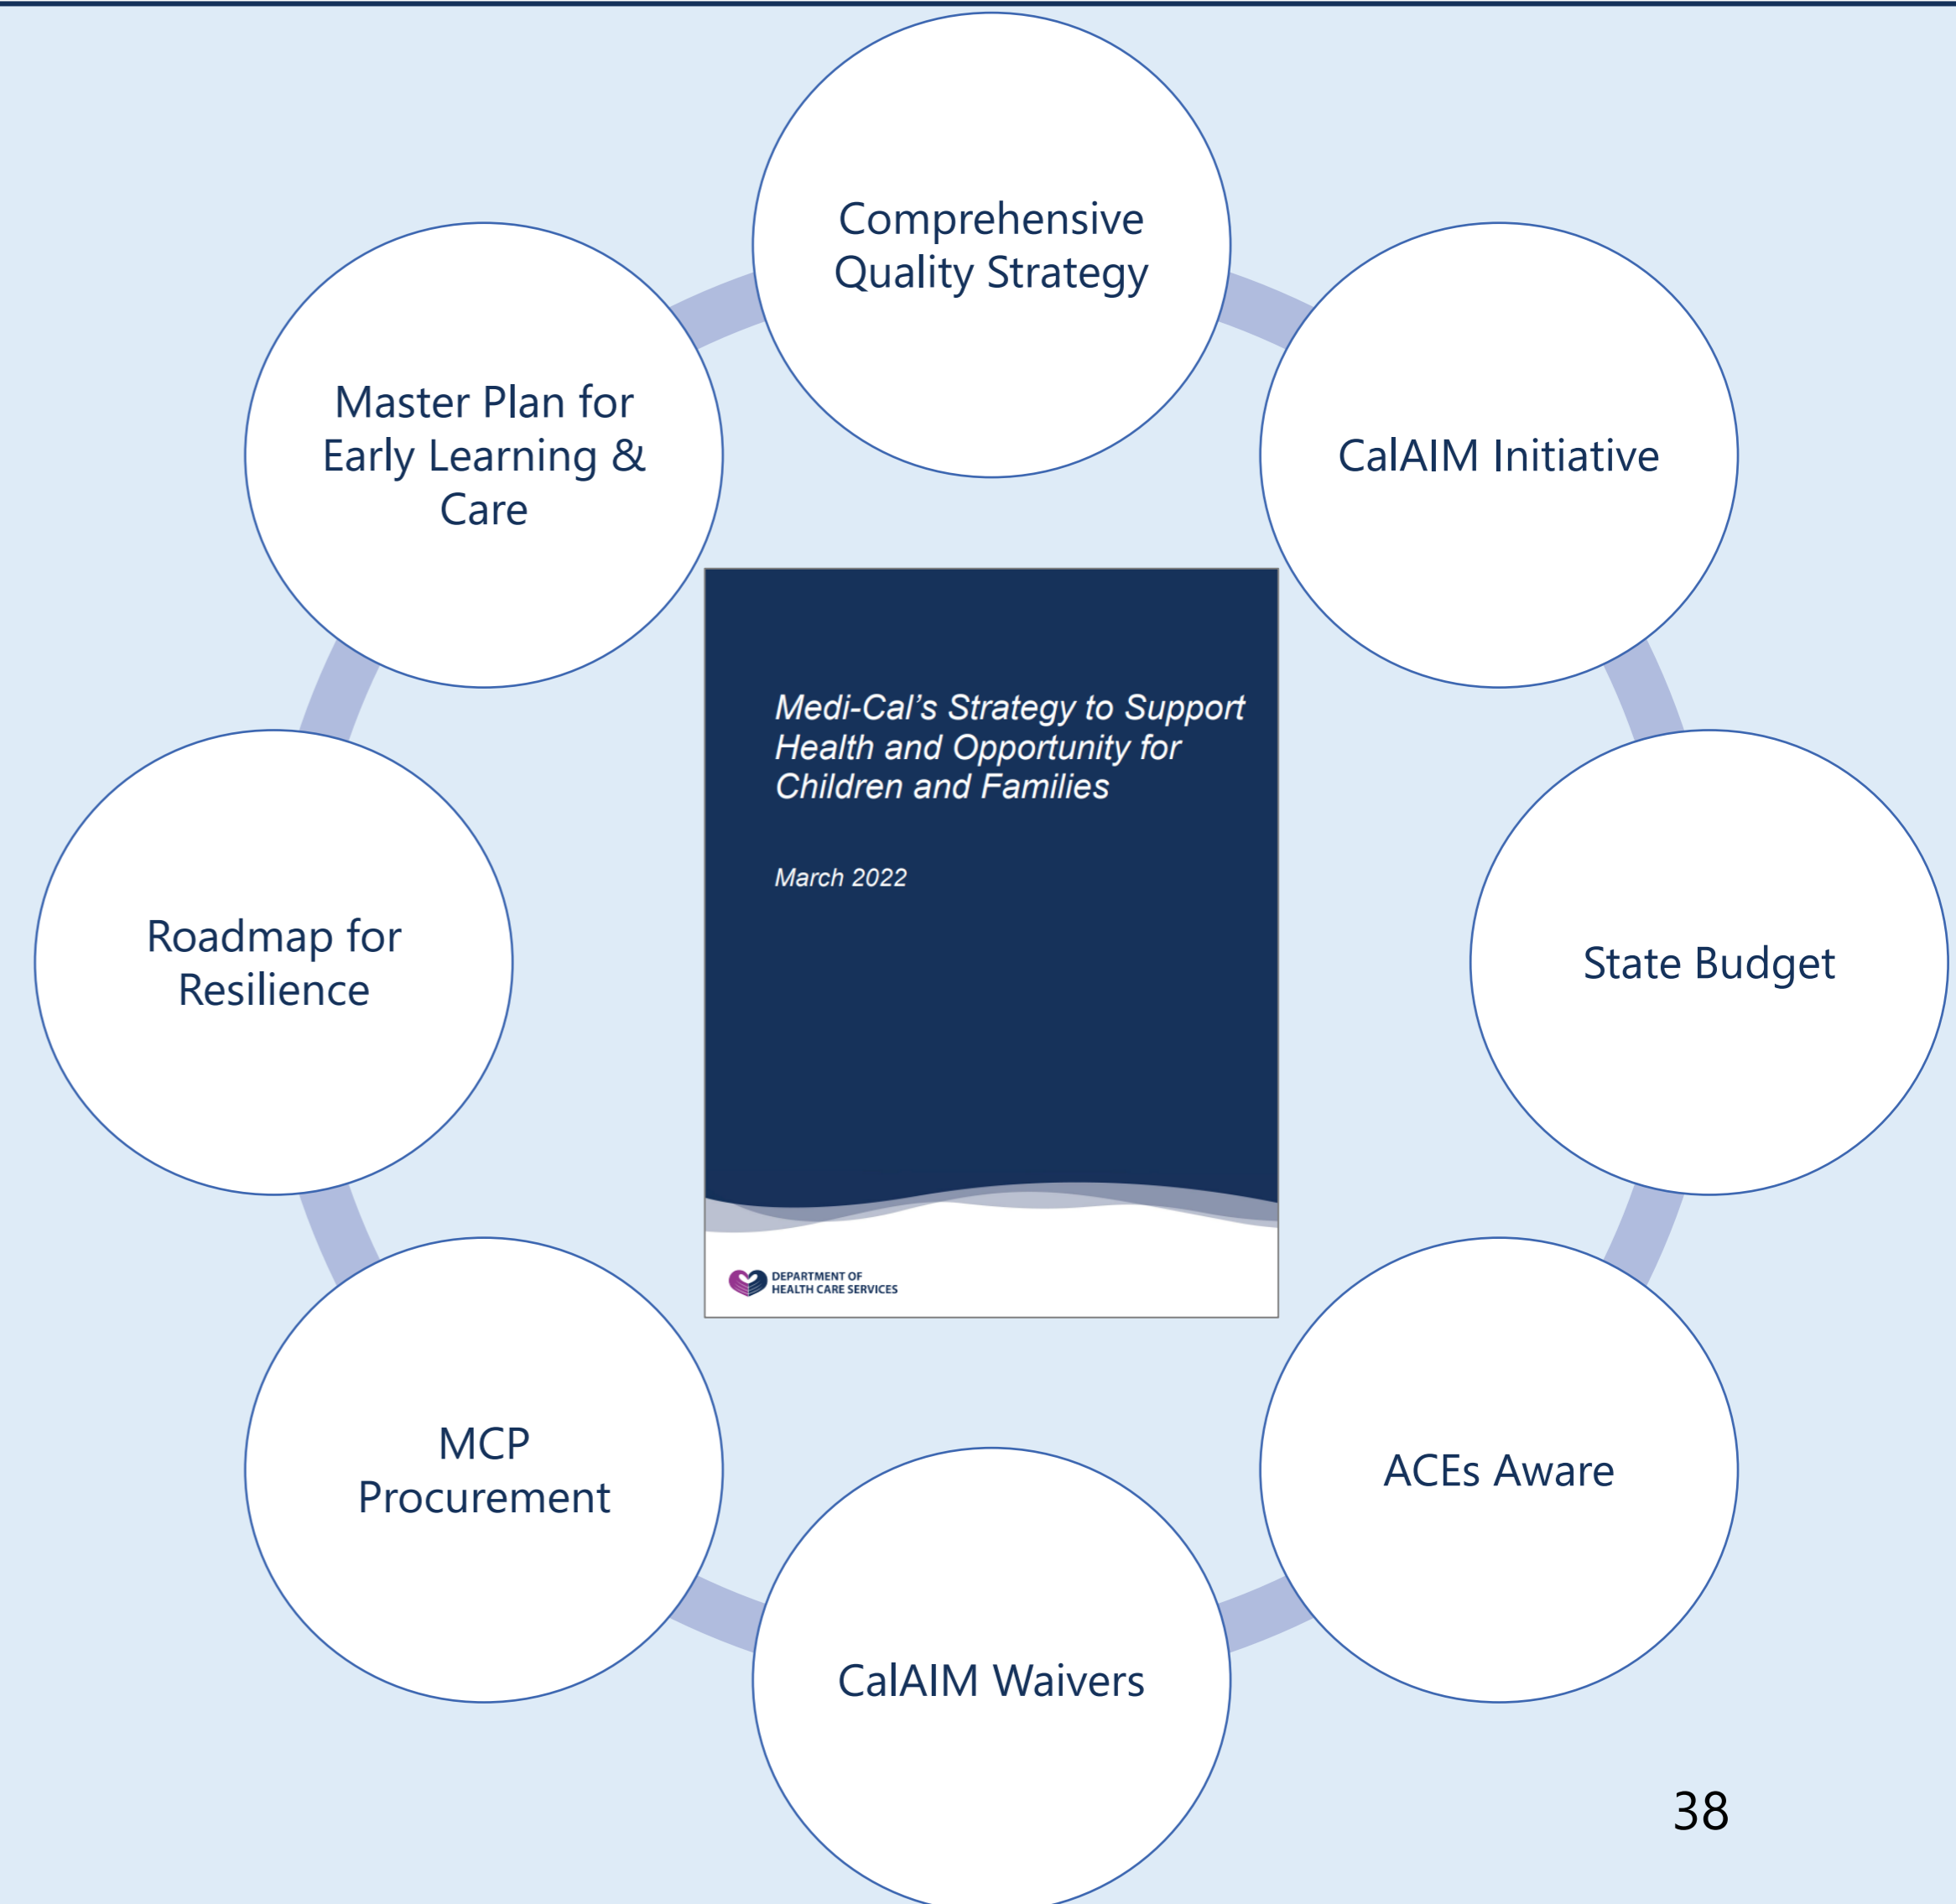 Comprehensive
Quality Strategy
CalAIM Initiative
State Budget
ACEs Aware
CalAIM Waivers
MCP
Procurement
Roadmap for
Resilience
Master Plan for
Early Learning &
Care
Medi-Cal’s Strategy to Support
Health and Opportunity for
Children and Families
March 2022
DEPARTMENT OF
HEALTH CARE SERVICES
38